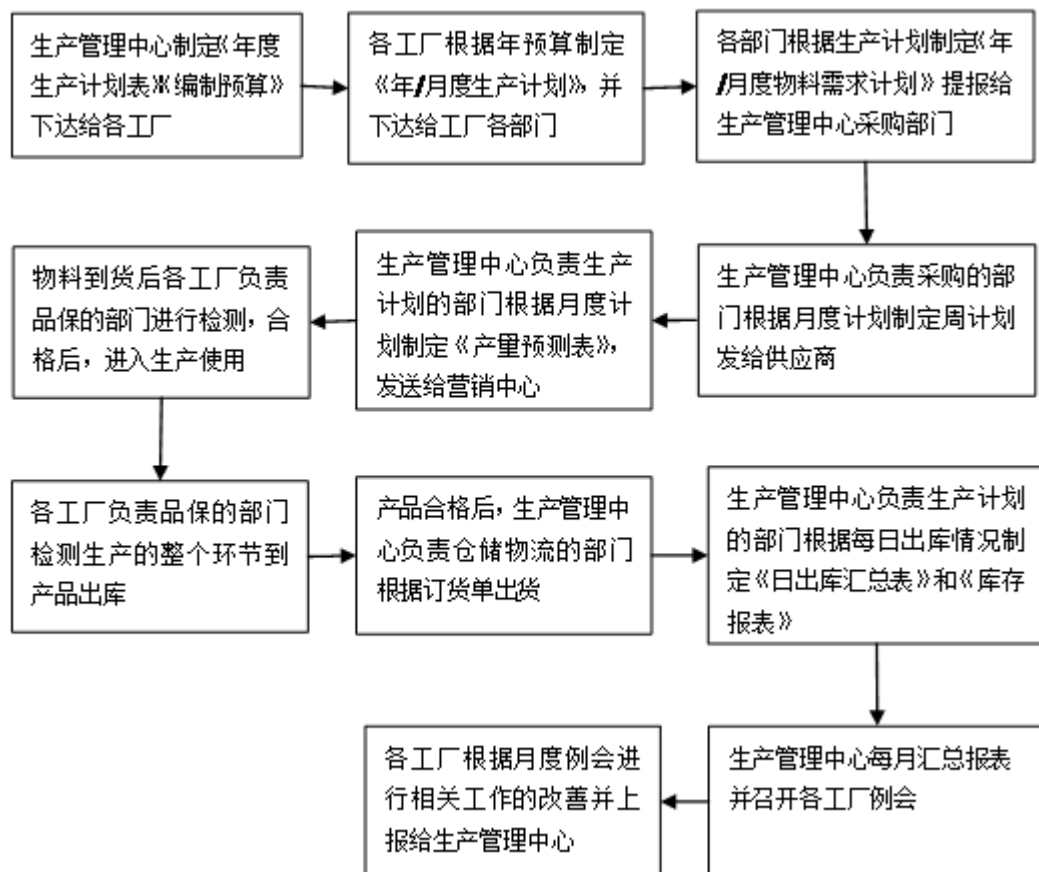 生产管理中心制定《年度
生产计划表》《编制预算》
下达给各工厂
各工厂根据年预算制定
《年/月度生产计划》，并
下达给工厂各部门
各部门根据生产计划制定《年
/月度物料需求计划》提报给
生产管理中心采购部门
生产管理中心负责采购的部
门根据月度计划制定周计划
发给供应商
生产管理中心负责生产
计划的部门根据月度计
划制定《产量预测表》，
发送给营销中心
物料到货后各工厂负责
品保的部门进行检测，合
格后，进入生产使用
各工厂负责品保的部门
检测生产的整个环节到
产品出库
产品合格后，生产管理中
心负责仓储物流的部门
根据订货单出货
生产管理中心负责生产计划
的部门根据每日出库情况制
定《日出库汇总表》和《库存
报表》
生产管理中心每月汇总报表
并召开各工厂例会
各工厂根据月度例会进
行相关工作的改善并上
报给生产管理中心